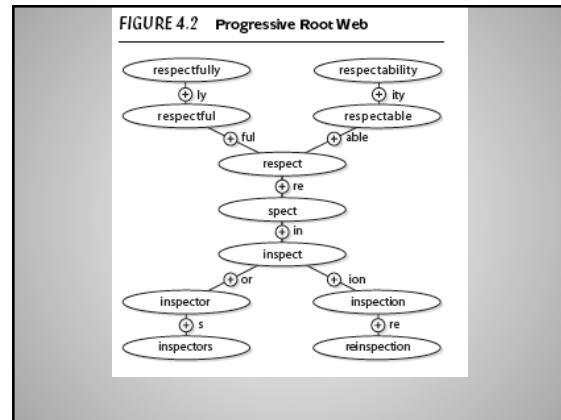 FIGURE 4.2 Progressive Root Web
respectfully respectability
+ ly + ity
respectful respectable
+ ful + able
respect
+ re
spect
+ in
inspect
+ or + ion
inspector inspection
+ s + re
inspectors reinspection